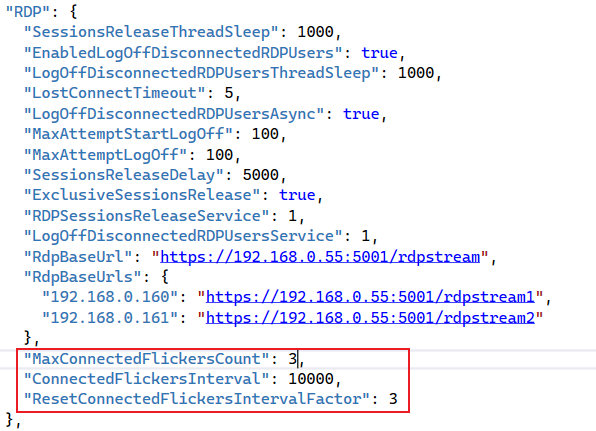 "RDP": {
"SessionsReleaseThreadSleep": 1000,
"EnabledLogOffDisconnectedRDPUsers": true,
"LogOffDisconnectedRDPUsersThreadSleep": 1000,
"LostConnectTimeout": 5,
"LogOffDisconnectedRDPUsersAsync": true,
"MaxAttemptStartLogOff": 100,
"MaxAttemptLogOff": 100,
"SessionsReleaseDelay": 5000,
"ExclusiveSessionsRelease": true,
"RDPSessionsReleaseService": 1,
"LogOffDisconnectedRDPUsersService": 1,
"RdpBaseUrl": "https://192.168.0.55:5001/rdpstream",
"RdpBaseUrls": {
"192.168.0.160": "https://192.168.0.55:5001/rdpstream1",
"192.168.0.161": "https://192.168.0.55:5001/rdpstream2"
},
"MaxConnectedFlickersCount": 3,
"ConnectedFlickersInterval": 10000,
"ResetConnectedFlickersIntervalFactor": 3
},